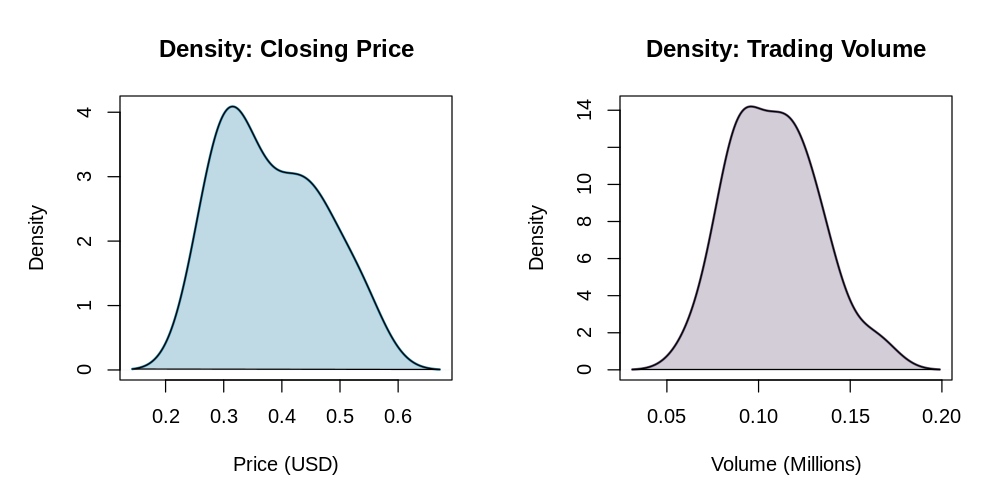 Density: Closing Price
Density
4
3
2
1
0
0.2 0.3 0.4 0.5 0.6
Price (USD)
Density: Trading Volume
Density
14
10
8
6
4
2
0
0.05 0.10 0.15 0.20
Volume (Millions)